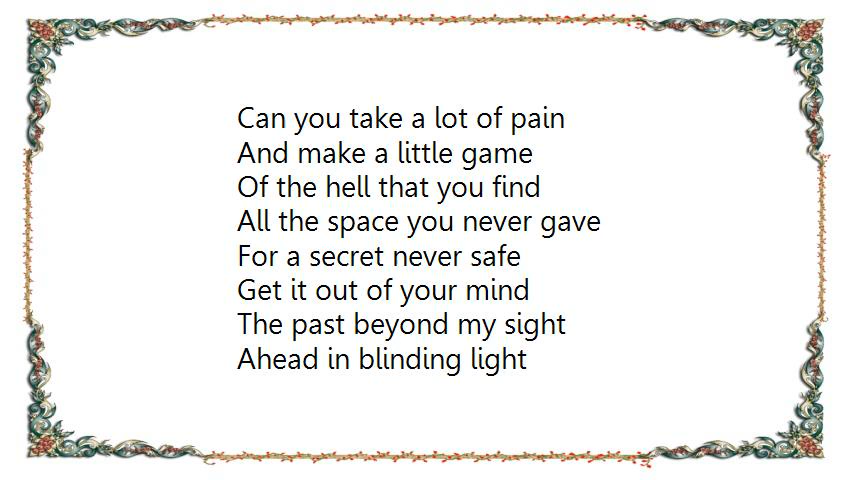 Can you take a lot of pain
And make a little game
Of the hell that you find
All the space you never gave
For a secret never safe
Get it out of your mind
The past beyond my sight
Ahead in blinding light